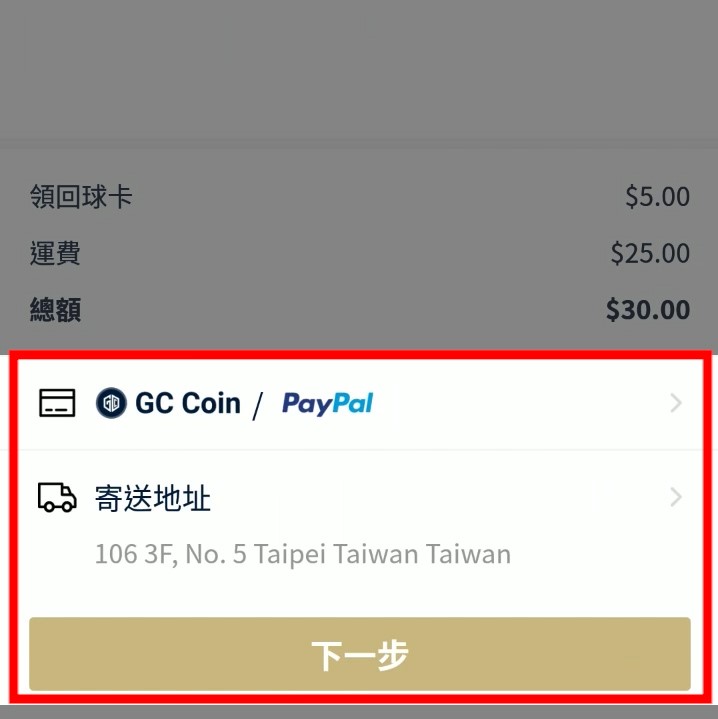 領回球卡 $5.00
運費 $25.00
總額 $30.00
GC GC Coin / PayPal
寄送地址
106 3F, No. 5 Taipei Taiwan Taiwan
下一步